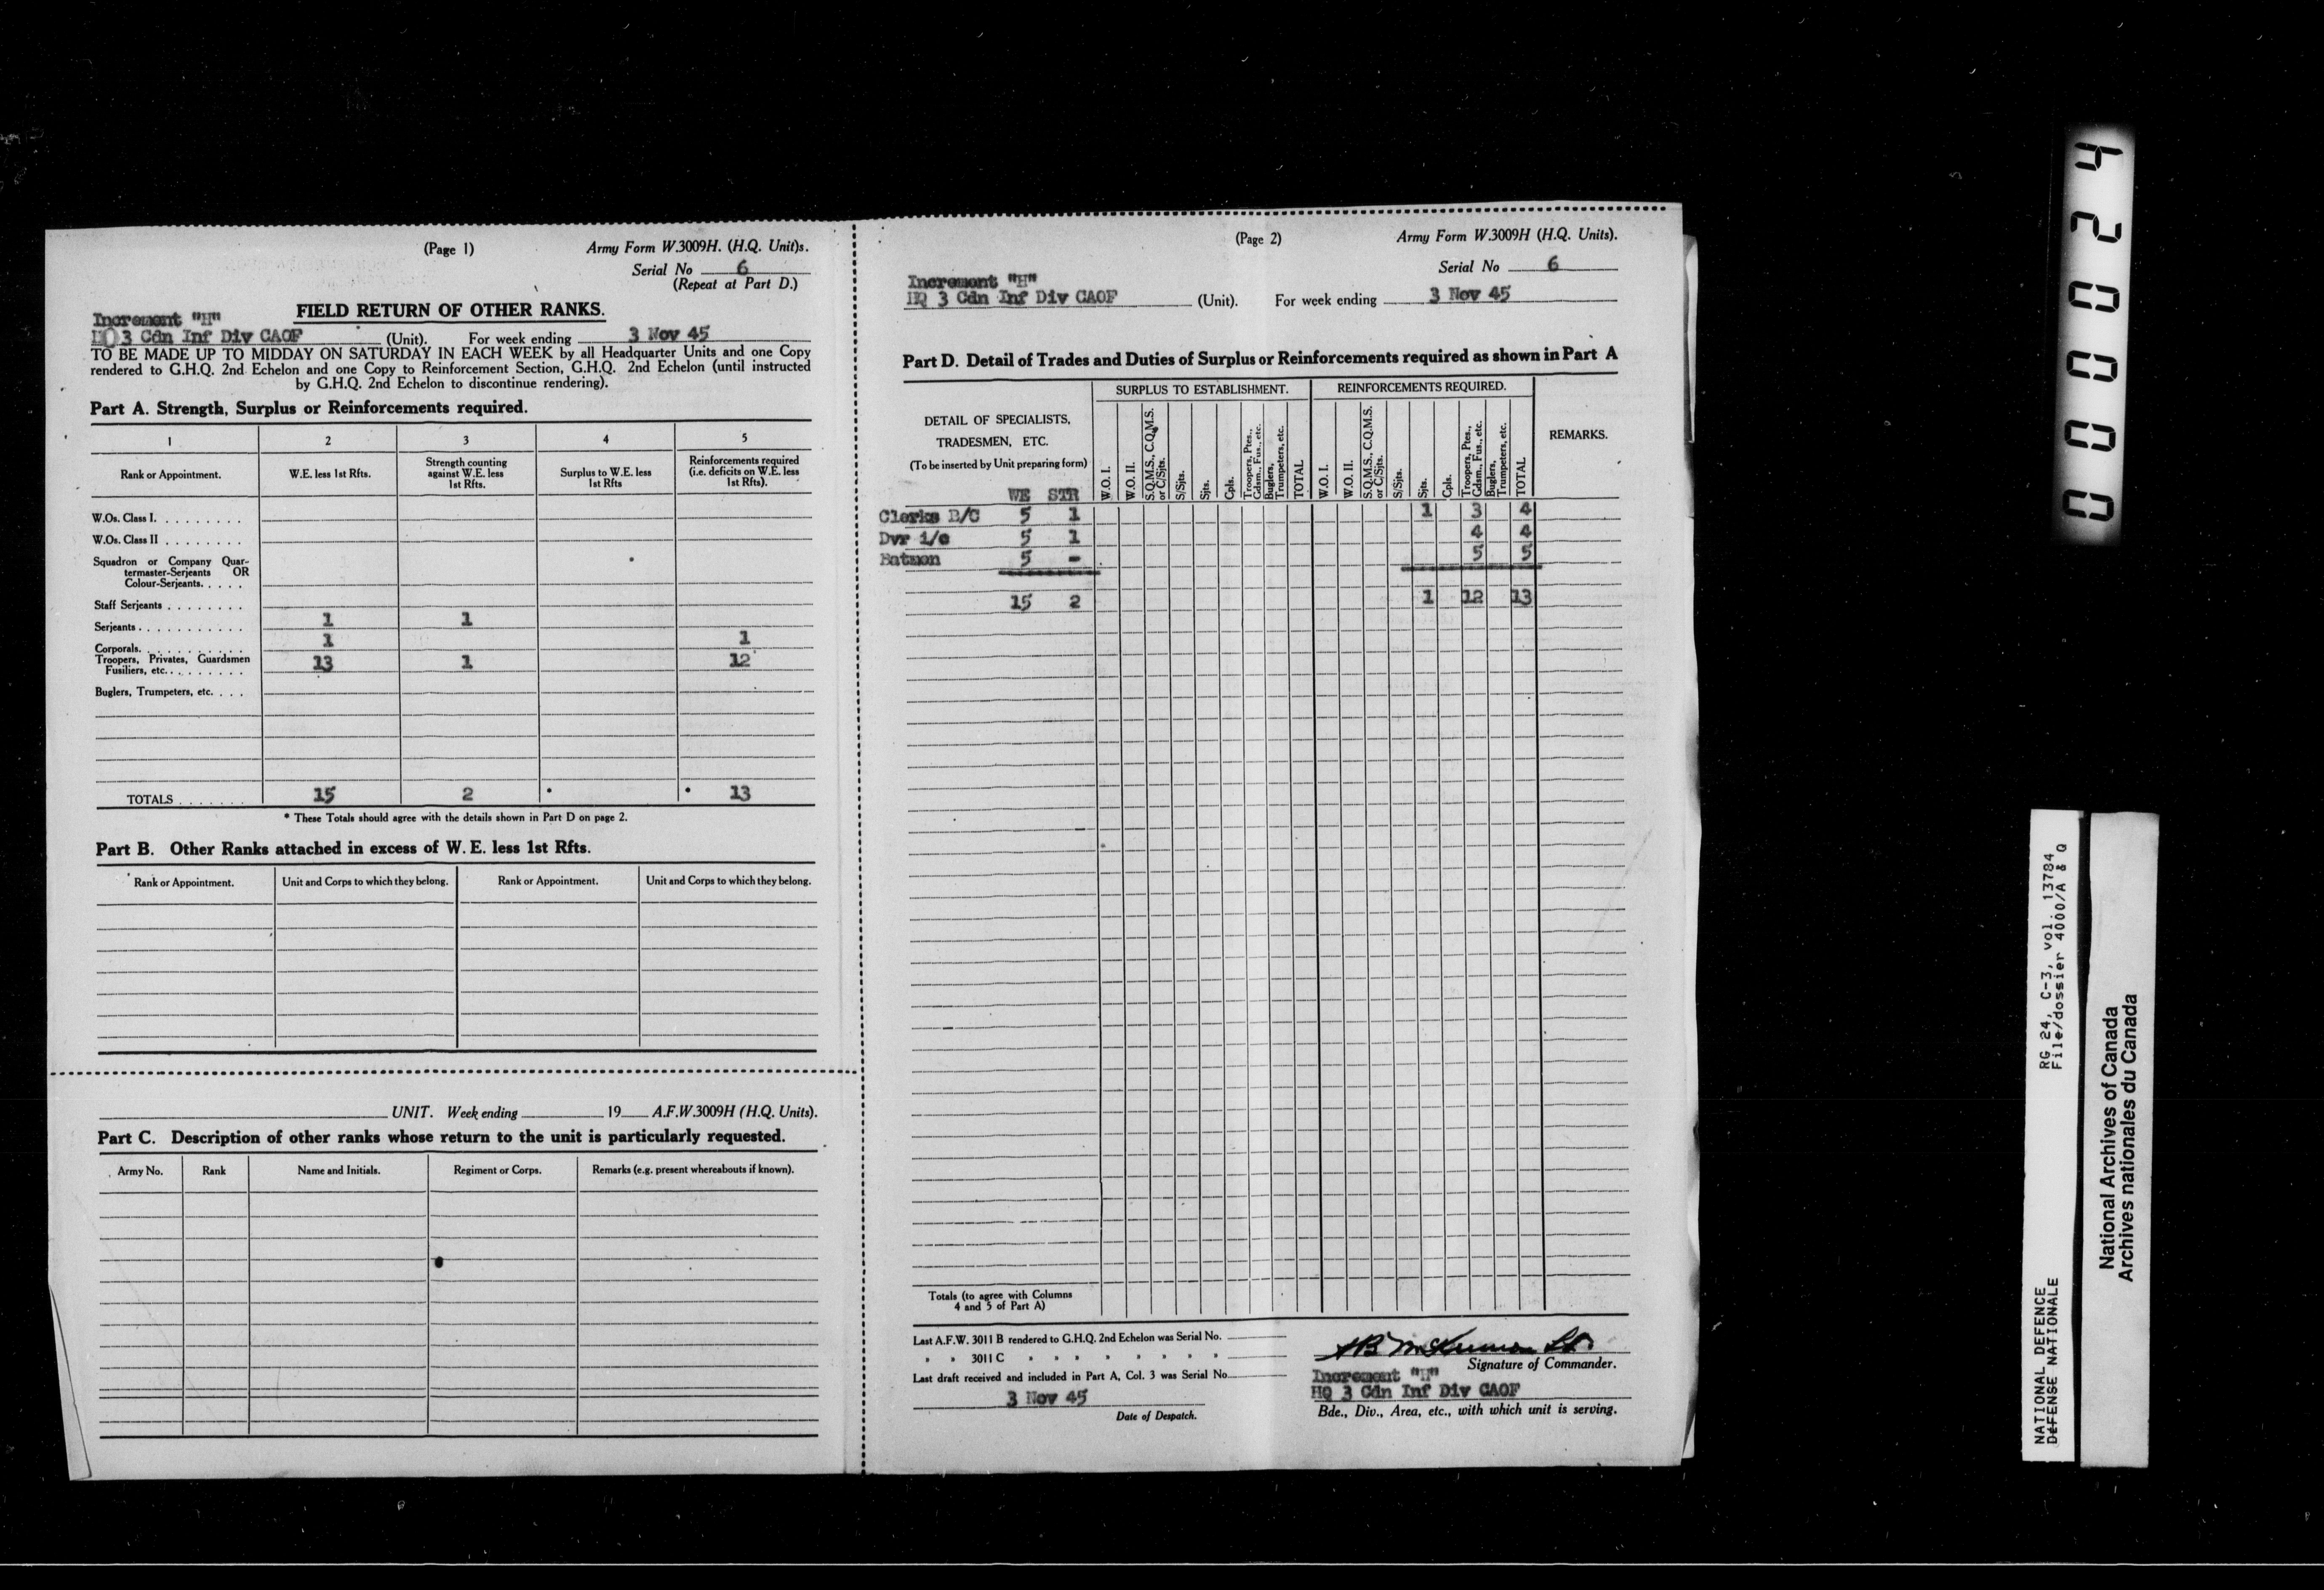 (Page 1)
Army Form W.3009H. (H.Q. Unit)s.
Serial No 6
(Repeat at Part D.)
FIELD RETURN OF OTHER RANKS.
Increment "H"
HQ 3 Cdn Inf Div CAOF (Unit). For week ending 3 Nov 45
TO BE MADE UP TO MIDDAY ON SATURDAY IN EACH WEEK by all Headquarter Units and one Copy
rendered to G.H.Q. 2nd Echelon and one Copy to Reinforcement Section, G.H.Q. 2nd Echelon (until instructed
by G.H.Q. 2nd Echelon to discontinue rendering).
Part A. Strength, Surplus or Reinforcements required.
1 2 3 4 5
Rank or Appointment. W.E. less 1st Rfts. Strength counting against W.E. less 1st Rfts. Surplus to W.E. less 1st Rfts Reinforcements required (i.e. deficits on W.E. less 1st Rfts).
W.Os. Class I. . . . . . . . .
W.Os. Class II . . . . . . . .
Squadron or Company Quar-
termaster-Serjeants OR
Colour-Serjeants. . . . .
Staff Serjeants . . . . . . . .
Serjeants . . . . . . . . . . . 1 1
Corporals. . . . . . . . . . . 1 1
Troopers, Privates, Guardsmen
Fusiliers, etc. . . . . . . . . 13 1 12
Buglers, Trumpeters, etc. . . .
TOTALS . . . . . . . 15 2 * * 13
* These Totals should agree with the details shown in Part D on page 2.
Part B. Other Ranks attached in excess of W. E. less 1st Rfts.
Rank or Appointment. Unit and Corps to which they belong. Rank or Appointment. Unit and Corps to which they belong.
UNIT. Week ending 19 A.F.W.3009H (H.Q. Units).
Part C. Description of other ranks whose return to the unit is particularly requested.
Army No. Rank Name and Initials. Regiment or Corps. Remarks (e.g. present whereabouts if known).
(Page 2)
Army Form W.3009H (H.Q. Units).
Serial No 6
Increment "H"
HQ 3 Cdn Inf Div CAOF (Unit). For week ending 3 Nov 45
Part D. Detail of Trades and Duties of Surplus or Reinforcements required as shown in Part A
DETAIL OF SPECIALISTS,
TRADESMEN, ETC.
(To be inserted by Unit preparing form)
SURPLUS TO ESTABLISHMENT.
W.O. I.
W.O. II.
S.Q.M.S., C.Q.M.S. or C/Sjts.
S/Sjts.
Sjts.
Cpls.
Troopers, Ptes., Gdsm., Fus., etc.
Buglers, Trumpeters, etc.
TOTAL
REINFORCEMENTS REQUIRED.
W.O. I.
W.O. II.
S.Q.M.S., C.Q.M.S. or C/Sjts.
S/Sjts.
Sjts.
Cpls.
Troopers, Ptes., Gdsm., Fus., etc.
Buglers, Trumpeters, etc.
TOTAL
REMARKS.
WE STR
Clerks B/C 5 1 1 3 4
Dvr i/c 5 1 4 4
Batmen 5 - 5 5
15 2 1 12 13
Totals (to agree with Columns
4 and 5 of Part A)
Last A.F.W. 3011 B rendered to G.H.Q. 2nd Echelon was Serial No.
" " 3011 C " " " " " " "
Last draft received and included in Part A, Col. 3 was Serial No.
3 Nov 45
Date of Despatch.
Signature of Commander.
Increment "H"
HQ 3 Cdn Inf Div CAOF
Bde., Div., Area, etc., with which unit is serving.
000024
NATIONAL DEFENCE RG 24, C-3, vol. 13784
DÉFENSE NATIONALE File/dossier 4000/A & Q
National Archives of Canada
Archives nationales du Canada